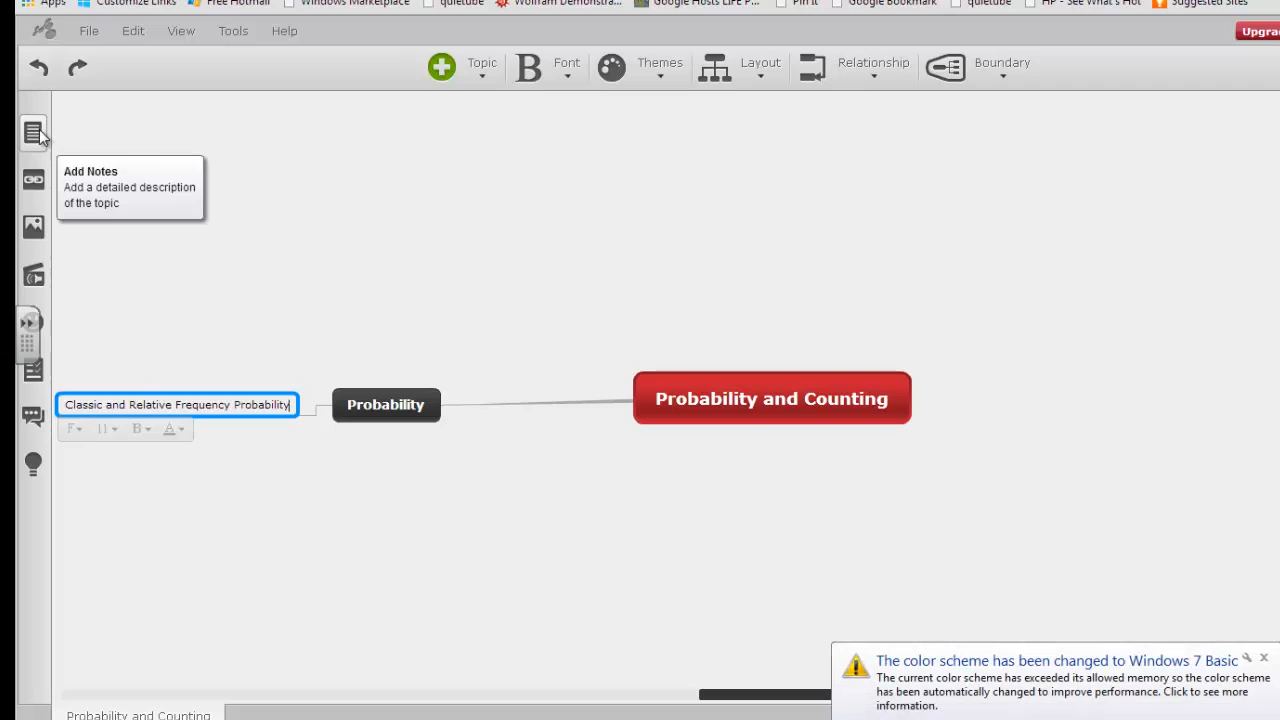 Apps Customize Links Free Hotmail Windows Marketplace quietube Wolfram Demonstra... Google Hosts LIFE P... Pin It Google Bookmark quietube HP - See What's Hot Suggested Sites
File Edit View Tools Help
Topic Font Themes Layout Relationship Boundary
B
Add Notes
Add a detailed description
of the topic
Classic and Relative Frequency Probability
Probability
Probability and Counting
F 11 B A
The color scheme has been changed to Windows 7 Basic
The current color scheme has exceeded its allowed memory so the color scheme
has been automatically changed to improve performance. Click to see more
information.
Probability and Counting